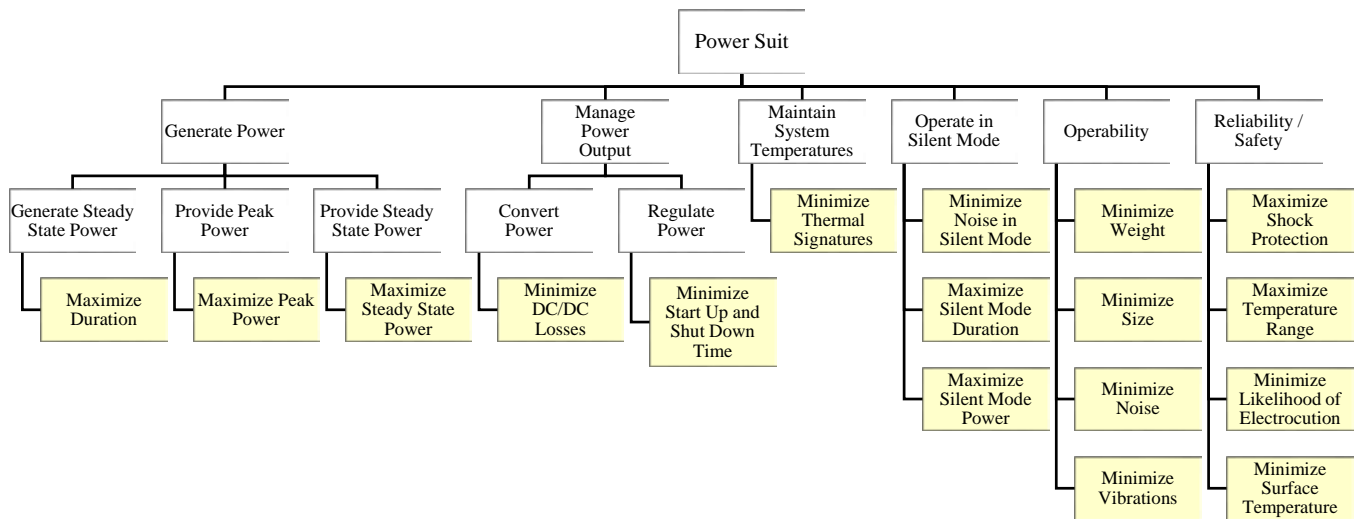 Power Suit
Generate Power
Manage
Power
Output
Maintain
System
Temperatures
Operate in
Silent Mode
Operability
Reliability /
Safety
Generate Steady
State Power
Provide Peak
Power
Provide Steady
State Power
Convert
Power
Regulate
Power
Minimize
Thermal
Signatures
Minimize
Noise in
Silent Mode
Minimize
Weight
Maximize
Shock
Protection
Maximize
Duration
Maximize Peak
Power
Maximize
Steady State
Power
Minimize
DC/DC
Losses
Minimize
Start Up and
Shut Down
Time
Maximize
Silent Mode
Duration
Minimize
Size
Maximize
Temperature
Range
Maximize
Silent Mode
Power
Minimize
Noise
Minimize
Likelihood of
Electrocution
Minimize
Vibrations
Minimize
Surface
Temperature